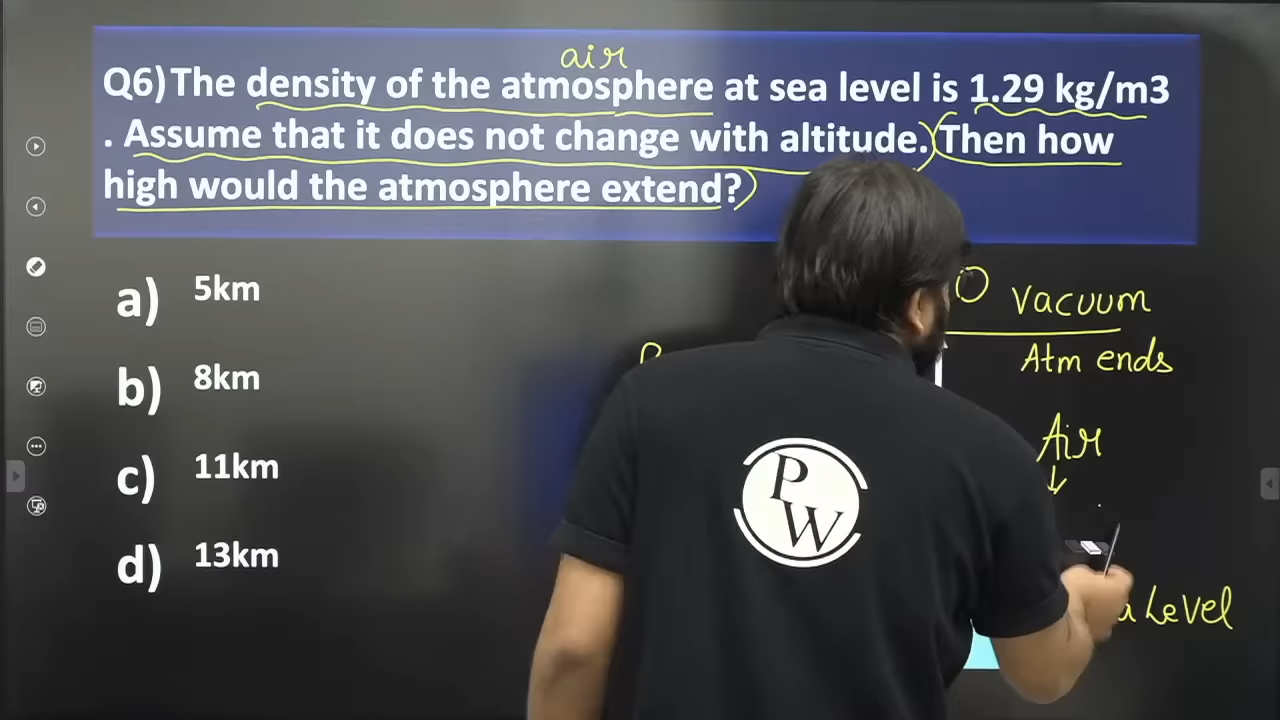 air
Q6)The density of the atmosphere at sea level is 1.29 kg/m3
. Assume that it does not change with altitude. Then how
high would the atmosphere extend?
a) 5km
b) 8km
c) 11km
d) 13km
0 Vacuum
Atm ends
Air
Level
PW